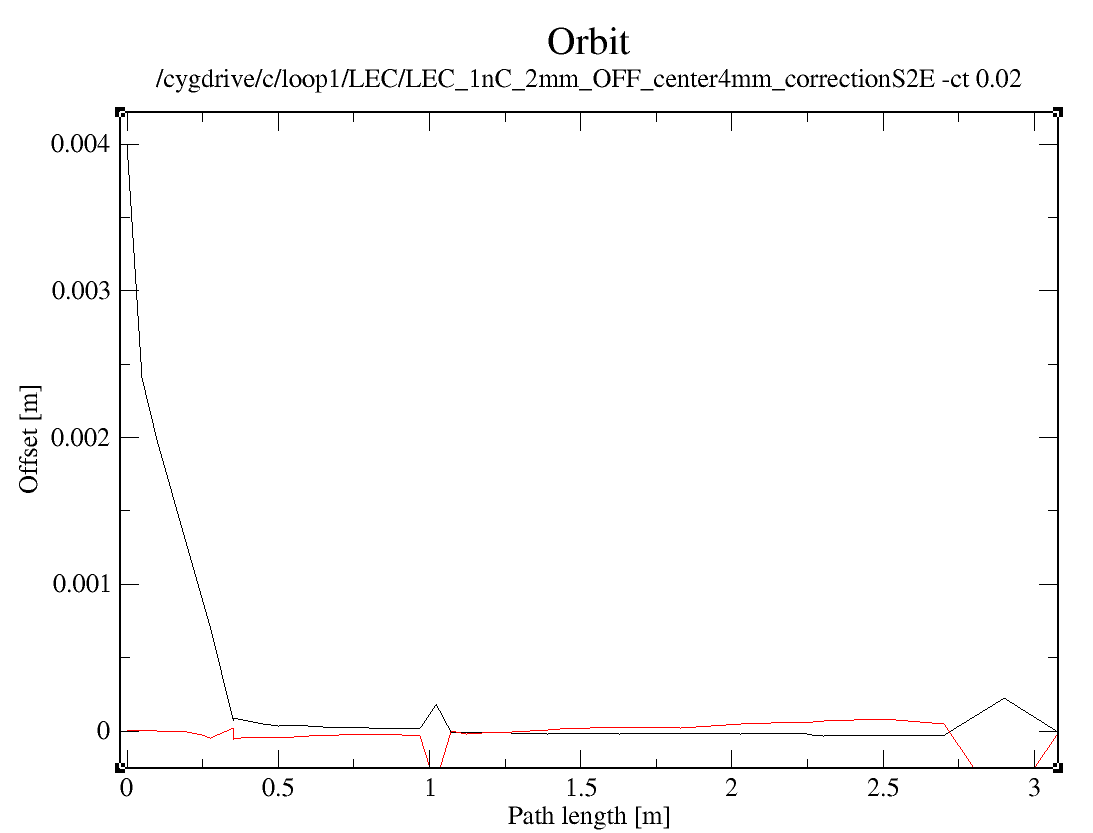 Orbit
/cygdrive/c/loop1/LEC/LEC_1nC_2mm_OFF_center4mm_correctionS2E -ct 0.02
0.004
0.003
0.002
0.001
0
Offset [m]
0 0.5 1 1.5 2 2.5 3
Path length [m]